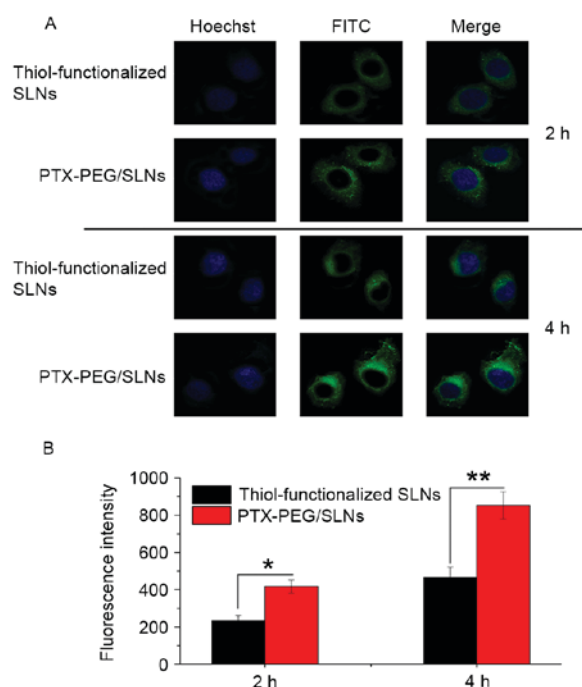 A
Hoechst FITC Merge
Thiol-functionalized
SLNs
2 h
PTX-PEG/SLNs
Thiol-functionalized
SLNs
4 h
PTX-PEG/SLNs
B
Fluorescence intensity
1000
800
600
400
200
0
Thiol-functionalized SLNs
PTX-PEG/SLNs
*
**
2 h 4 h